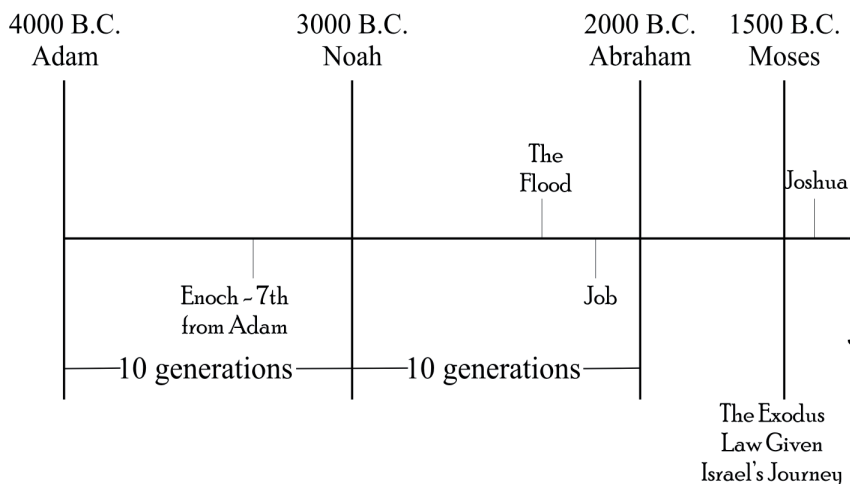 4000 B.C.
Adam
3000 B.C.
Noah
2000 B.C.
Abraham
1500 B.C.
Moses
The
Flood
Joshua
Enoch ~ 7th
from Adam
Job
10 generations
10 generations
The Exodus
Law Given
Israel's Journey